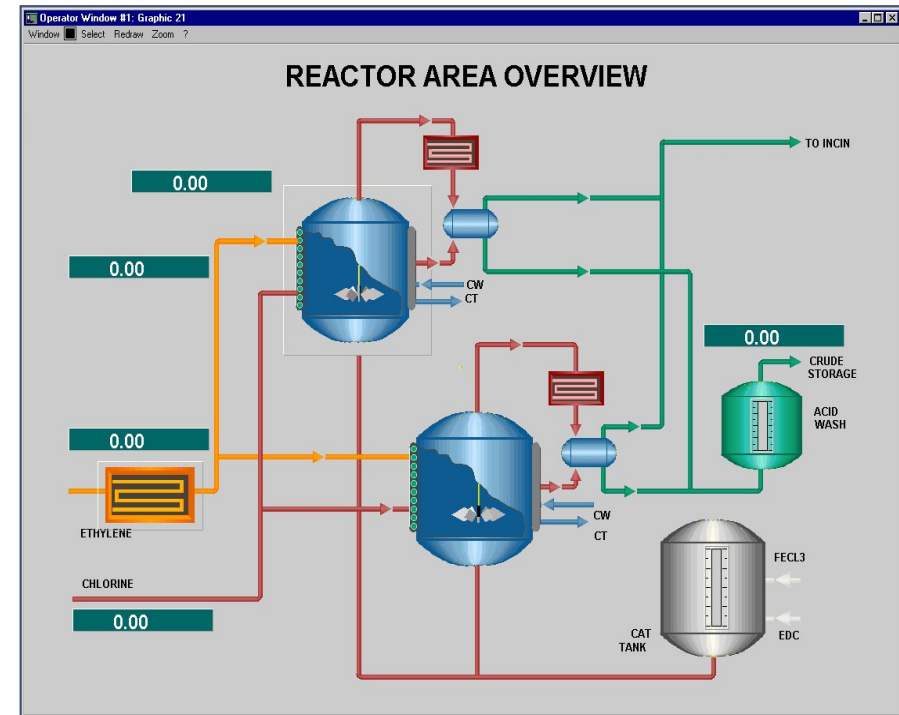 Operator Window #1: Graphic 21
Window Select Redraw Zoom ?
REACTOR AREA OVERVIEW
TO INCIN
0.00
0.00
CW
CT
0.00
CRUDE
STORAGE
ACID
WASH
0.00
ETHYLENE
CW
CT
FECL3
CHLORINE
0.00
EDC
CAT
TANK